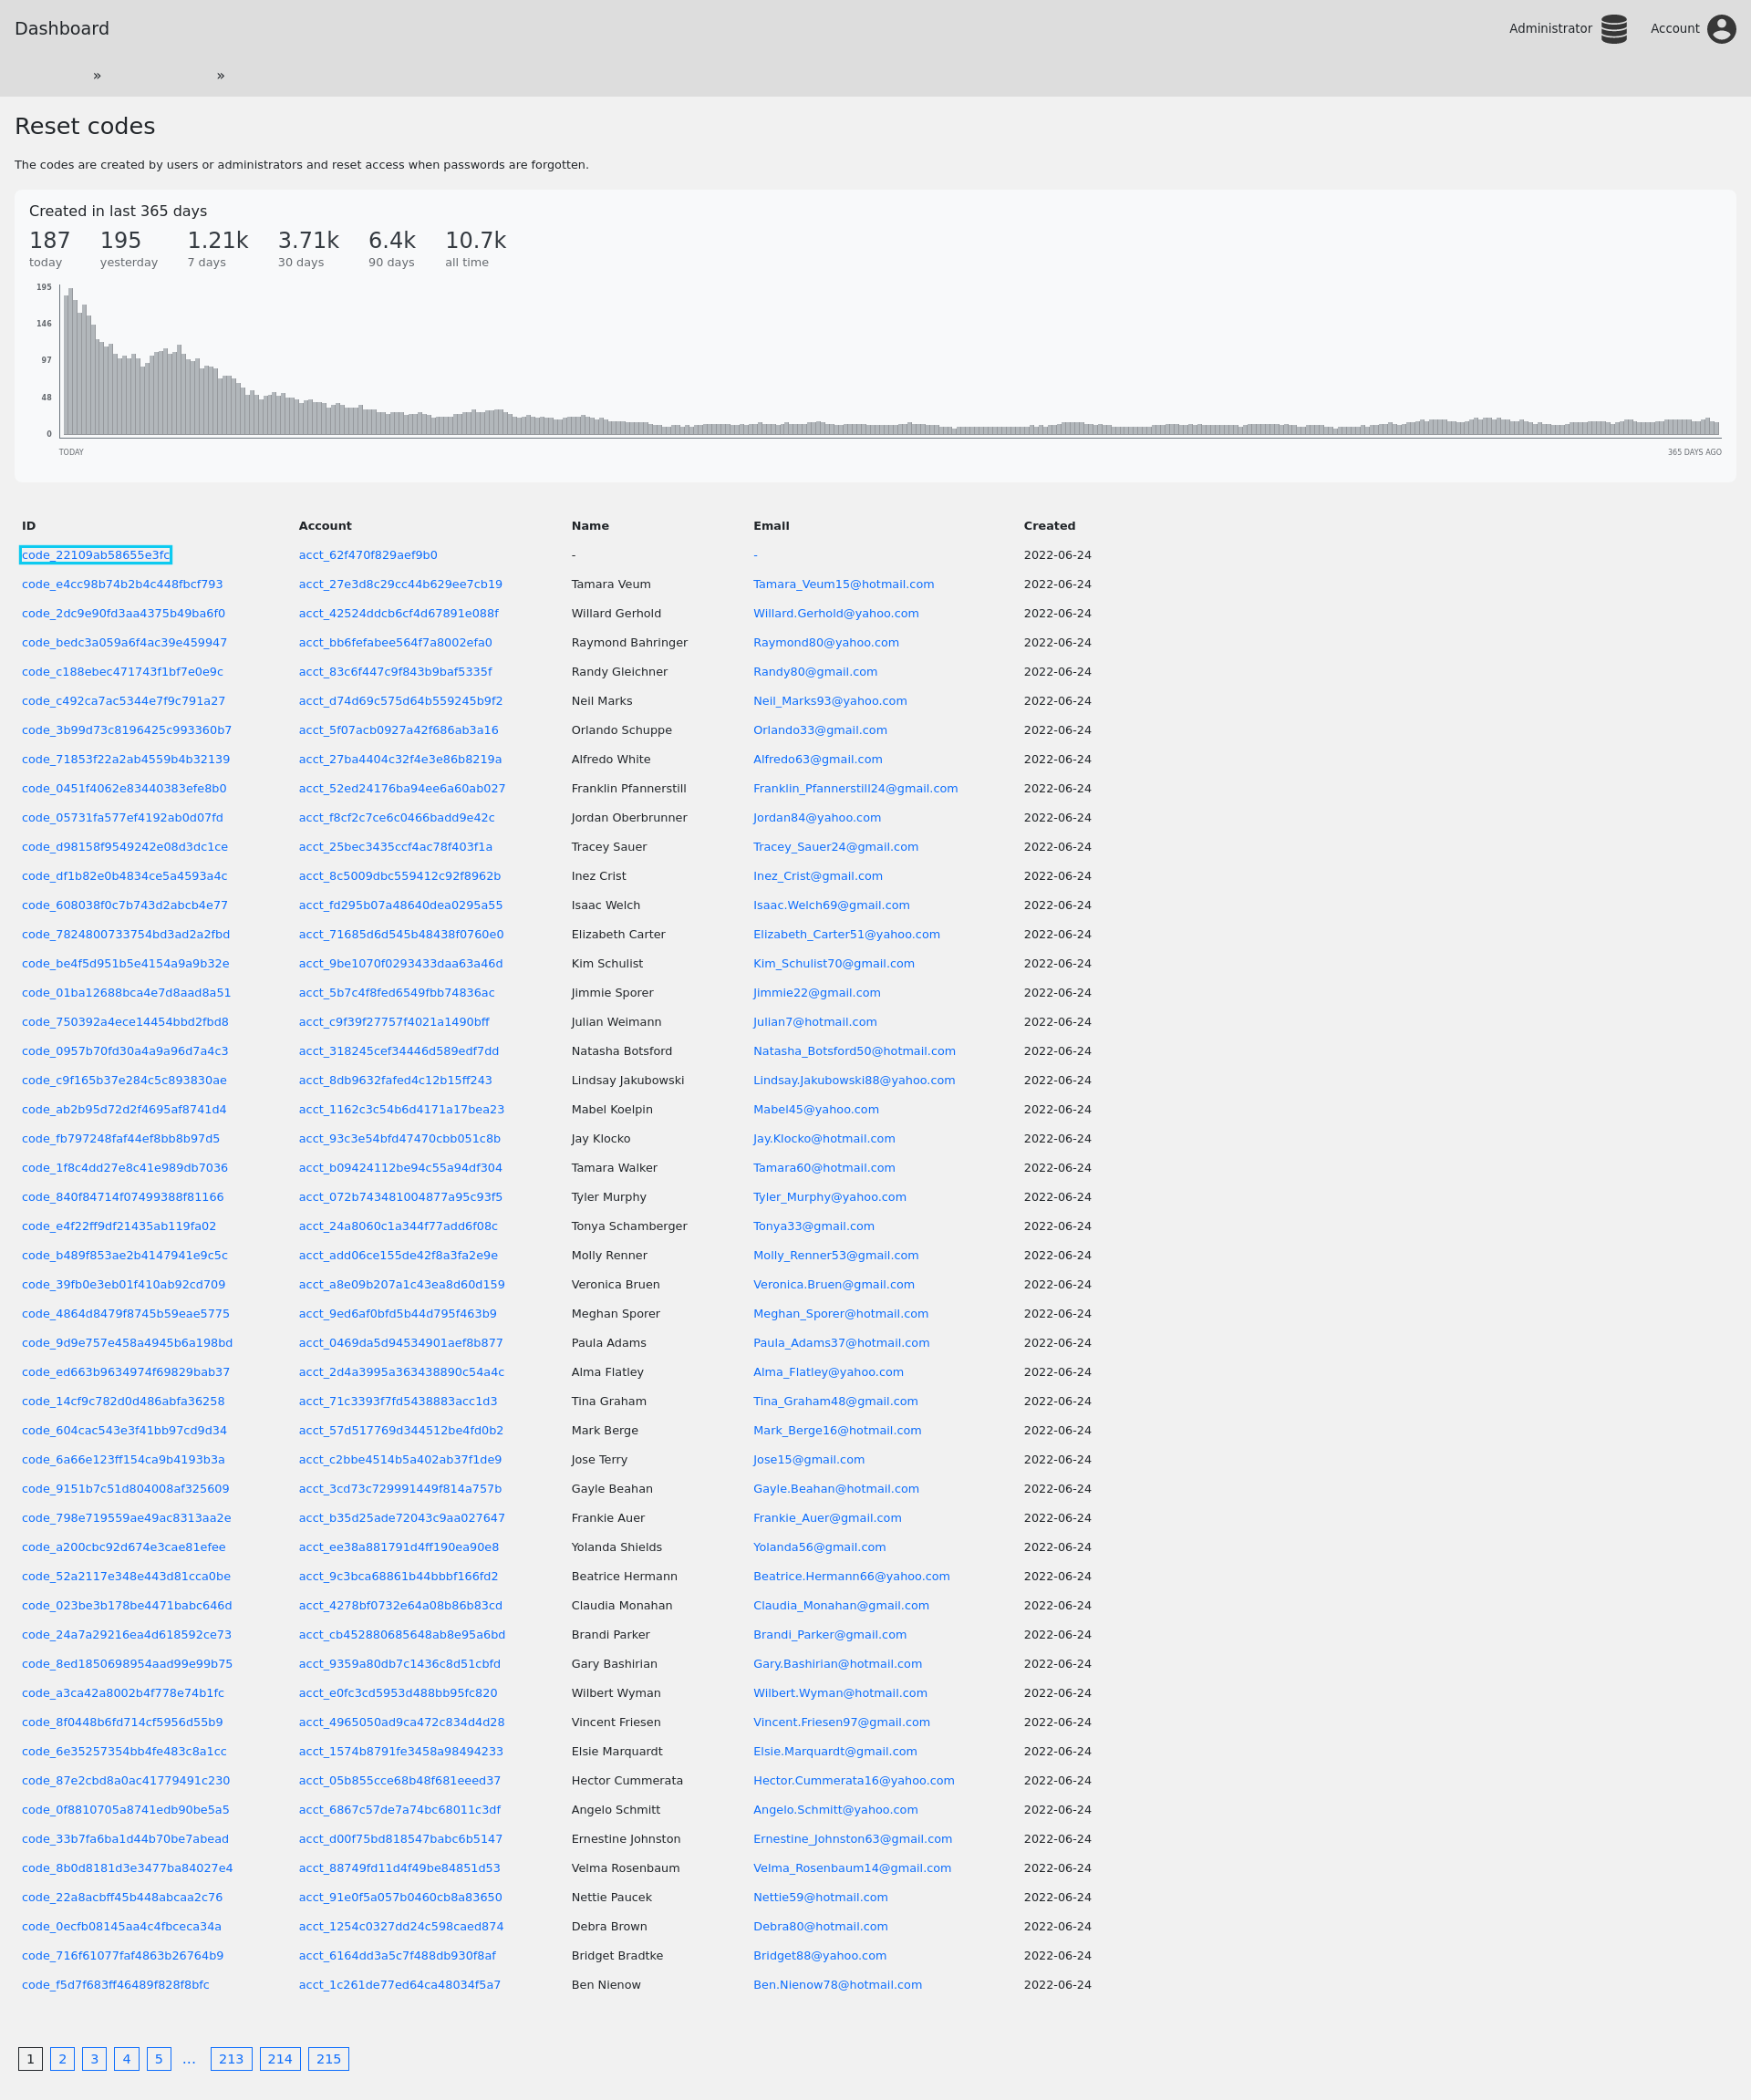 Dashboard Administrator Account
» »
Reset codes
The codes are created by users or administrators and reset access when passwords are forgotten.
Created in last 365 days
187 195 1.21k 3.71k 6.4k 10.7k
today yesterday 7 days 30 days 90 days all time
195
146
97
48
0
TODAY 365 DAYS AGO
ID Account Name Email Created
code_22109ab58655e3fc acct_62f470f829aef9b0 - - 2022-06-24
code_e4cc98b74b2b4c448fbcf793 acct_27e3d8c29cc44b629ee7cb19 Tamara Veum Tamara_Veum15@hotmail.com 2022-06-24
code_2dc9e90fd3aa4375b49ba6f0 acct_42524ddcb6cf4d67891e088f Willard Gerhold Willard.Gerhold@yahoo.com 2022-06-24
code_bedc3a059a6f4ac39e459947 acct_bb6fefabee564f7a8002efa0 Raymond Bahringer Raymond80@yahoo.com 2022-06-24
code_c188ebec471743f1bf7e0e9c acct_83c6f447c9f843b9baf5335f Randy Gleichner Randy80@gmail.com 2022-06-24
code_c492ca7ac5344e7f9c791a27 acct_d74d69c575d64b559245b9f2 Neil Marks Neil_Marks93@yahoo.com 2022-06-24
code_3b99d73c8196425c993360b7 acct_5f07acb0927a42f686ab3a16 Orlando Schuppe Orlando33@gmail.com 2022-06-24
code_71853f22a2ab4559b4b32139 acct_27ba4404c32f4e3e86b8219a Alfredo White Alfredo63@gmail.com 2022-06-24
code_0451f4062e83440383efe8b0 acct_52ed24176ba94ee6a60ab027 Franklin Pfannerstill Franklin_Pfannerstill24@gmail.com 2022-06-24
code_05731fa577ef4192ab0d07fd acct_f8cf2c7ce6c0466badd9e42c Jordan Oberbrunner Jordan84@yahoo.com 2022-06-24
code_d98158f9549242e08d3dc1ce acct_25bec3435ccf4ac78f403f1a Tracey Sauer Tracey_Sauer24@gmail.com 2022-06-24
code_df1b82e0b4834ce5a4593a4c acct_8c5009dbc559412c92f8962b Inez Crist Inez_Crist@gmail.com 2022-06-24
code_608038f0c7b743d2abcb4e77 acct_fd295b07a48640dea0295a55 Isaac Welch Isaac.Welch69@gmail.com 2022-06-24
code_7824800733754bd3ad2a2fbd acct_71685d6d545b48438f0760e0 Elizabeth Carter Elizabeth_Carter51@yahoo.com 2022-06-24
code_be4f5d951b5e4154a9a9b32e acct_9be1070f0293433daa63a46d Kim Schulist Kim_Schulist70@gmail.com 2022-06-24
code_01ba12688bca4e7d8aad8a51 acct_5b7c4f8fed6549fbb74836ac Jimmie Sporer Jimmie22@gmail.com 2022-06-24
code_750392a4ece14454bbd2fbd8 acct_c9f39f27757f4021a1490bff Julian Weimann Julian7@hotmail.com 2022-06-24
code_0957b70fd30a4a9a96d7a4c3 acct_318245cef34446d589edf7dd Natasha Botsford Natasha_Botsford50@hotmail.com 2022-06-24
code_c9f165b37e284c5c893830ae acct_8db9632fafed4c12b15ff243 Lindsay Jakubowski Lindsay.Jakubowski88@yahoo.com 2022-06-24
code_ab2b95d72d2f4695af8741d4 acct_1162c3c54b6d4171a17bea23 Mabel Koelpin Mabel45@yahoo.com 2022-06-24
code_fb797248faf44ef8bb8b97d5 acct_93c3e54bfd47470cbb051c8b Jay Klocko Jay.Klocko@hotmail.com 2022-06-24
code_1f8c4dd27e8c41e989db7036 acct_b09424112be94c55a94df304 Tamara Walker Tamara60@hotmail.com 2022-06-24
code_840f84714f07499388f81166 acct_072b743481004877a95c93f5 Tyler Murphy Tyler_Murphy@yahoo.com 2022-06-24
code_e4f22ff9df21435ab119fa02 acct_24a8060c1a344f77add6f08c Tonya Schamberger Tonya33@gmail.com 2022-06-24
code_b489f853ae2b4147941e9c5c acct_add06ce155de42f8a3fa2e9e Molly Renner Molly_Renner53@gmail.com 2022-06-24
code_39fb0e3eb01f410ab92cd709 acct_a8e09b207a1c43ea8d60d159 Veronica Bruen Veronica.Bruen@gmail.com 2022-06-24
code_4864d8479f8745b59eae5775 acct_9ed6af0bfd5b44d795f463b9 Meghan Sporer Meghan_Sporer@hotmail.com 2022-06-24
code_9d9e757e458a4945b6a198bd acct_0469da5d94534901aef8b877 Paula Adams Paula_Adams37@hotmail.com 2022-06-24
code_ed663b9634974f69829bab37 acct_2d4a3995a363438890c54a4c Alma Flatley Alma_Flatley@yahoo.com 2022-06-24
code_14cf9c782d0d486abfa36258 acct_71c3393f7fd5438883acc1d3 Tina Graham Tina_Graham48@gmail.com 2022-06-24
code_604cac543e3f41bb97cd9d34 acct_57d517769d344512be4fd0b2 Mark Berge Mark_Berge16@hotmail.com 2022-06-24
code_6a66e123ff154ca9b4193b3a acct_c2bbe4514b5a402ab37f1de9 Jose Terry Jose15@gmail.com 2022-06-24
code_9151b7c51d804008af325609 acct_3cd73c729991449f814a757b Gayle Beahan Gayle.Beahan@hotmail.com 2022-06-24
code_798e719559ae49ac8313aa2e acct_b35d25ade72043c9aa027647 Frankie Auer Frankie_Auer@gmail.com 2022-06-24
code_a200cbc92d674e3cae81efee acct_ee38a881791d4ff190ea90e8 Yolanda Shields Yolanda56@gmail.com 2022-06-24
code_52a2117e348e443d81cca0be acct_9c3bca68861b44bbbf166fd2 Beatrice Hermann Beatrice.Hermann66@yahoo.com 2022-06-24
code_023be3b178be4471babc646d acct_4278bf0732e64a08b86b83cd Claudia Monahan Claudia_Monahan@gmail.com 2022-06-24
code_24a7a29216ea4d618592ce73 acct_cb452880685648ab8e95a6bd Brandi Parker Brandi_Parker@gmail.com 2022-06-24
code_8ed1850698954aad99e99b75 acct_9359a80db7c1436c8d51cbfd Gary Bashirian Gary.Bashirian@hotmail.com 2022-06-24
code_a3ca42a8002b4f778e74b1fc acct_e0fc3cd5953d488bb95fc820 Wilbert Wyman Wilbert.Wyman@hotmail.com 2022-06-24
code_8f0448b6fd714cf5956d55b9 acct_4965050ad9ca472c834d4d28 Vincent Friesen Vincent.Friesen97@gmail.com 2022-06-24
code_6e35257354bb4fe483c8a1cc acct_1574b8791fe3458a98494233 Elsie Marquardt Elsie.Marquardt@gmail.com 2022-06-24
code_87e2cbd8a0ac41779491c230 acct_05b855cce68b48f681eeed37 Hector Cummerata Hector.Cummerata16@yahoo.com 2022-06-24
code_0f8810705a8741edb90be5a5 acct_6867c57de7a74bc68011c3df Angelo Schmitt Angelo.Schmitt@yahoo.com 2022-06-24
code_33b7fa6ba1d44b70be7abead acct_d00f75bd818547babc6b5147 Ernestine Johnston Ernestine_Johnston63@gmail.com 2022-06-24
code_8b0d8181d3e3477ba84027e4 acct_88749fd11d4f49be84851d53 Velma Rosenbaum Velma_Rosenbaum14@gmail.com 2022-06-24
code_22a8acbff45b448abcaa2c76 acct_91e0f5a057b0460cb8a83650 Nettie Paucek Nettie59@hotmail.com 2022-06-24
code_0ecfb08145aa4c4fbceca34a acct_1254c0327dd24c598caed874 Debra Brown Debra80@hotmail.com 2022-06-24
code_716f61077faf4863b26764b9 acct_6164dd3a5c7f488db930f8af Bridget Bradtke Bridget88@yahoo.com 2022-06-24
code_f5d7f683ff46489f828f8bfc acct_1c261de77ed64ca48034f5a7 Ben Nienow Ben.Nienow78@hotmail.com 2022-06-24
1 2 3 4 5 … 213 214 215